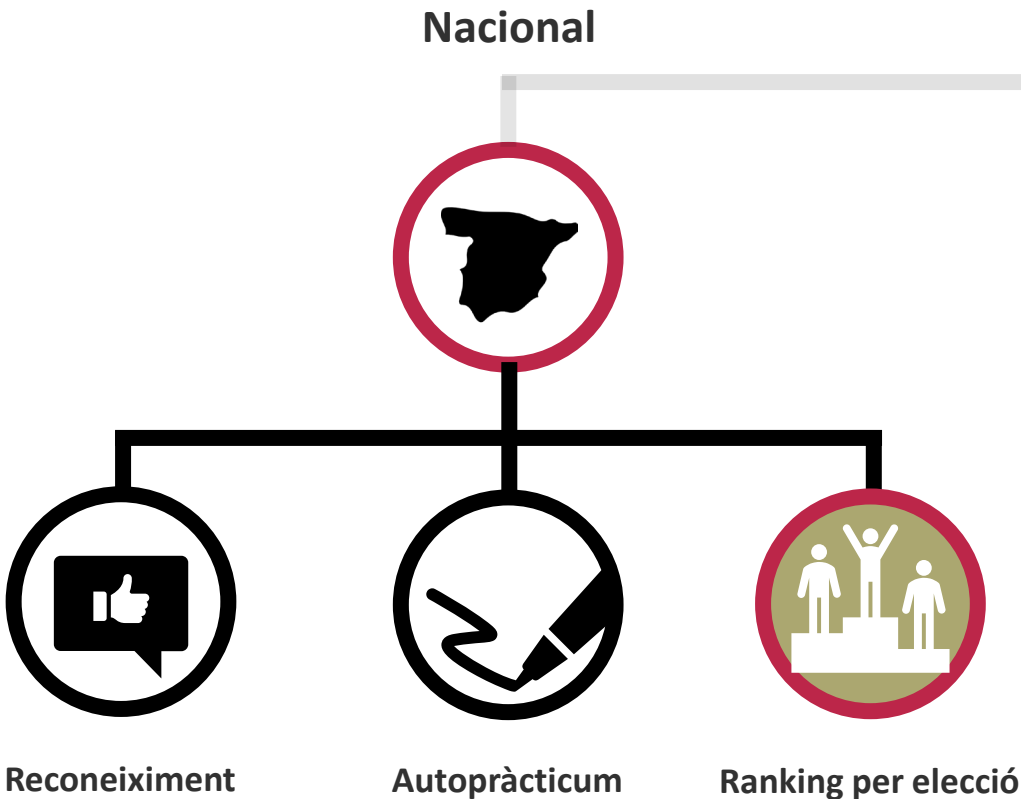 Nacional
Reconeiximent
Autopràcticum
Ranking per elecció